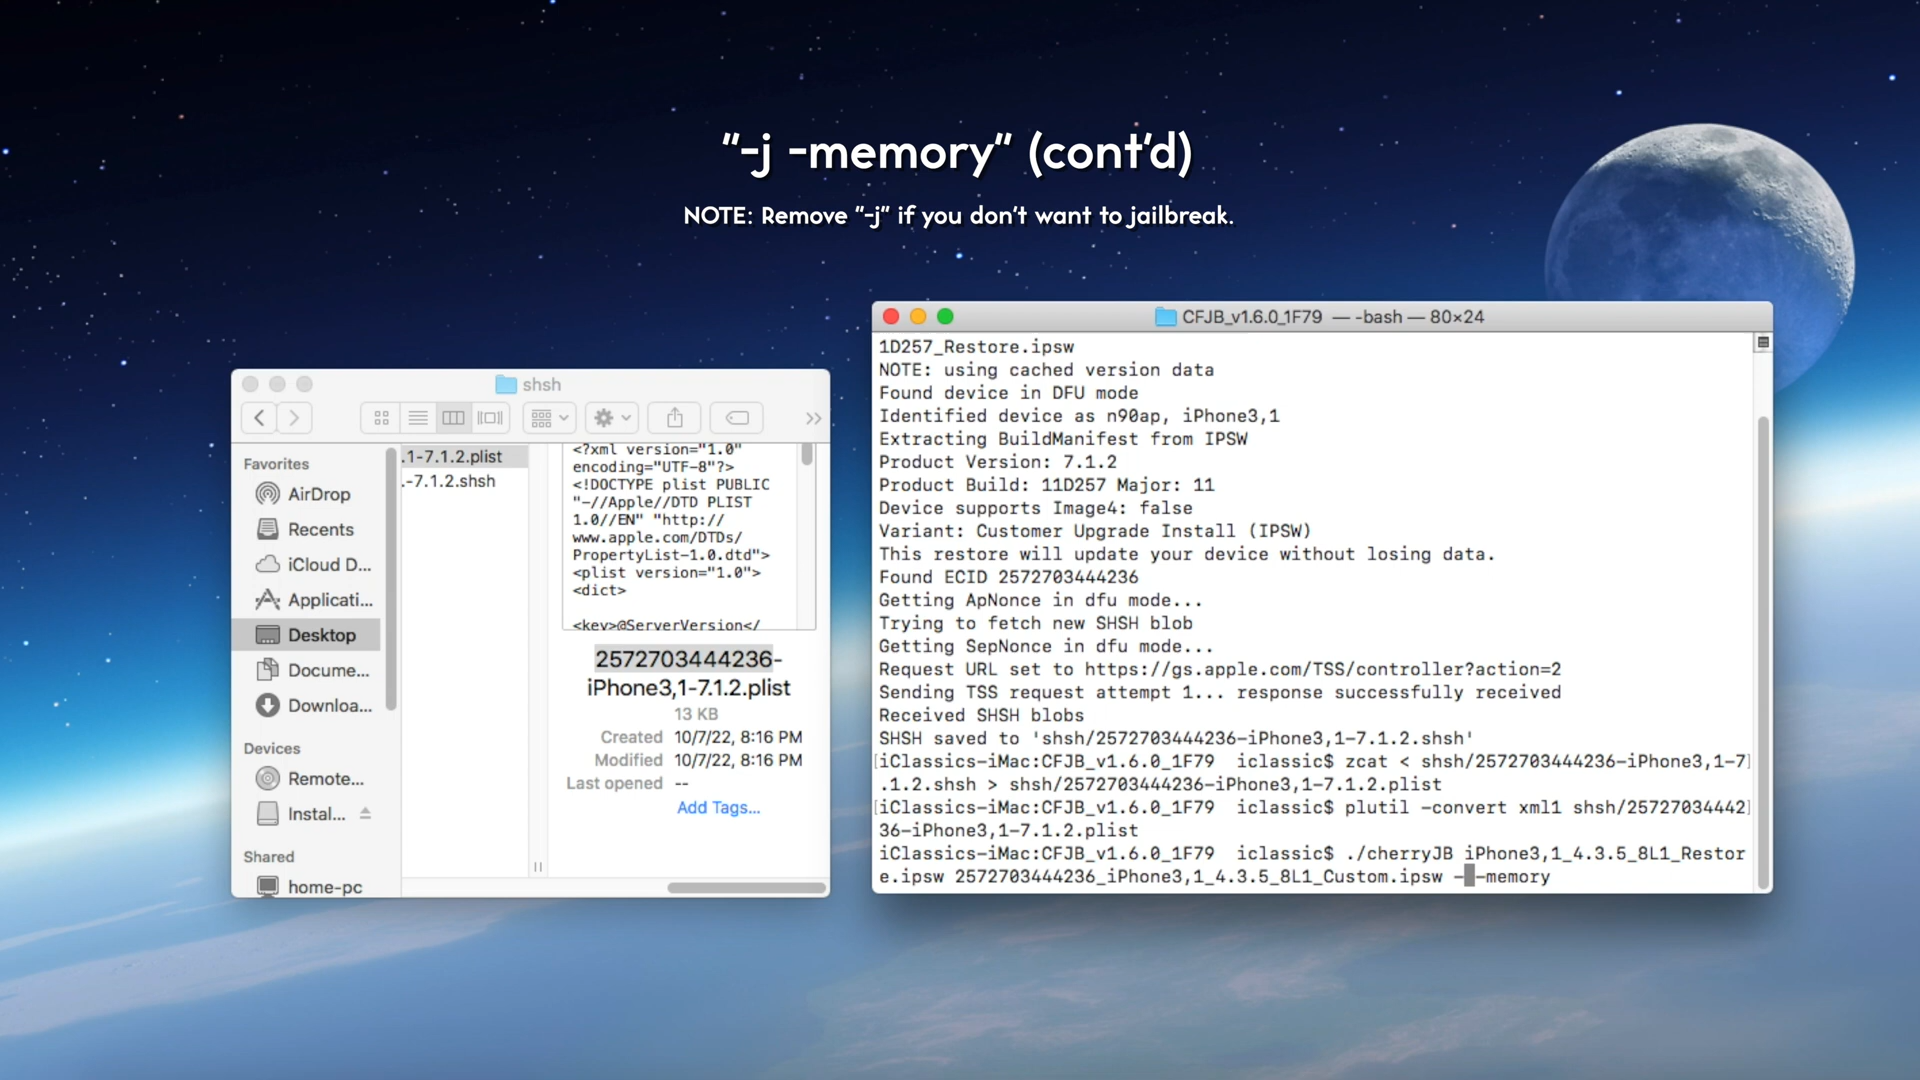 "-j -memory" (cont'd)
NOTE: Remove "-j" if you don't want to jailbreak.
shsh
Favorites
AirDrop
Recents
iCloud D...
Applicati...
Desktop
Docume...
Downloa...
Devices
Remote...
Instal...
Shared
home-pc
.1-7.1.2.plist
.-7.1.2.shsh
<?xml version="1.0"
encoding="UTF-8"?>
<!DOCTYPE plist PUBLIC
"-//Apple//DTD PLIST
1.0//EN" "http://
www.apple.com/DTDs/
PropertyList-1.0.dtd">
<plist version="1.0">
<dict>
<key>@ServerVersion</
2572703444236-
iPhone3,1-7.1.2.plist
13 KB
Created 10/7/22, 8:16 PM
Modified 10/7/22, 8:16 PM
Last opened --
Add Tags...
CFJB_v1.6.0_1F79 — -bash — 80×24
1D257_Restore.ipsw
NOTE: using cached version data
Found device in DFU mode
Identified device as n90ap, iPhone3,1
Extracting BuildManifest from IPSW
Product Version: 7.1.2
Product Build: 11D257 Major: 11
Device supports Image4: false
Variant: Customer Upgrade Install (IPSW)
This restore will update your device without losing data.
Found ECID 2572703444236
Getting ApNonce in dfu mode...
Trying to fetch new SHSH blob
Getting SepNonce in dfu mode...
Request URL set to https://gs.apple.com/TSS/controller?action=2
Sending TSS request attempt 1... response successfully received
Received SHSH blobs
SHSH saved to 'shsh/2572703444236-iPhone3,1-7.1.2.shsh'
[iClassics-iMac:CFJB_v1.6.0_1F79 iclassic$ zcat < shsh/2572703444236-iPhone3,1-7]
.1.2.shsh > shsh/2572703444236-iPhone3,1-7.1.2.plist
[iClassics-iMac:CFJB_v1.6.0_1F79 iclassic$ plutil -convert xml1 shsh/25727034442]
36-iPhone3,1-7.1.2.plist
iClassics-iMac:CFJB_v1.6.0_1F79 iclassic$ ./cherryJB iPhone3,1_4.3.5_8L1_Restor
e.ipsw 2572703444236_iPhone3,1_4.3.5_8L1_Custom.ipsw - -memory